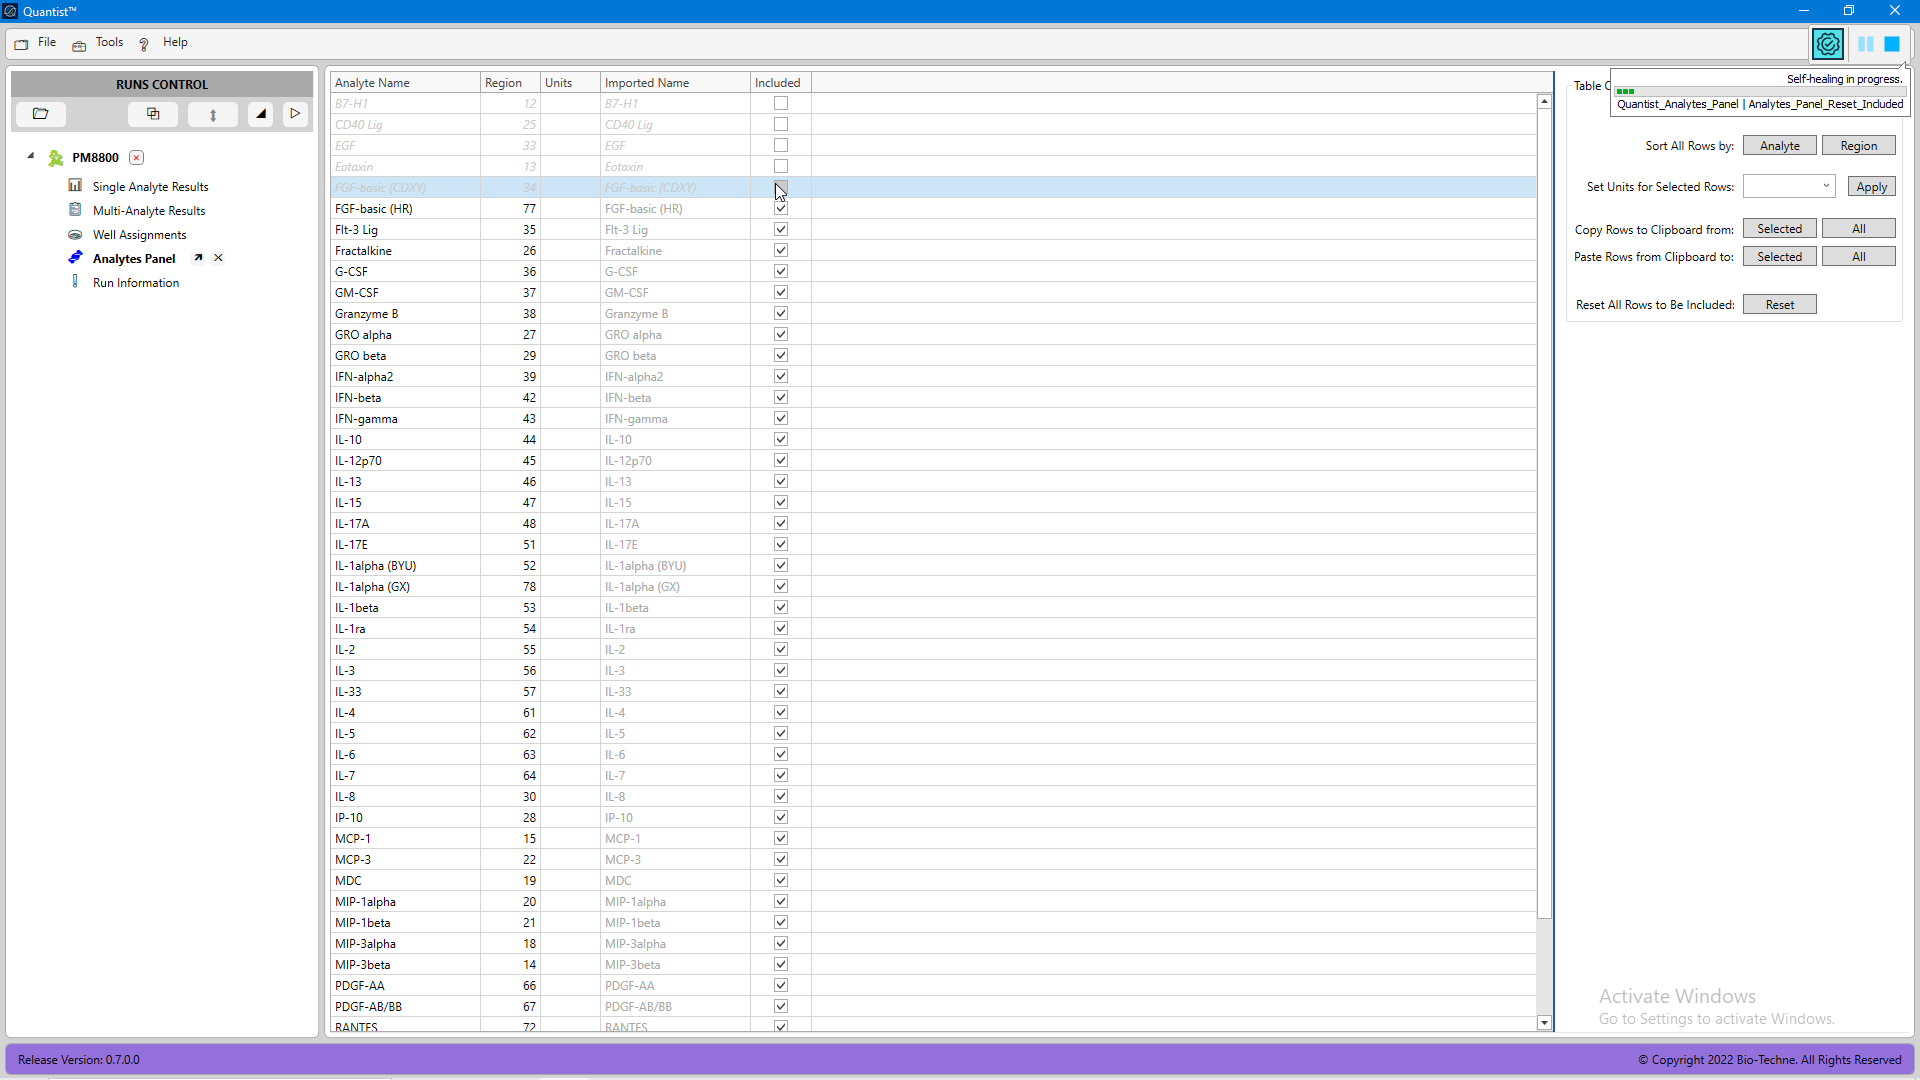 Quantist™
File Tools ? Help
Self-healing in progress.
Quantist_Analytes_Panel | Analytes_Panel_Reset_Included
RUNS CONTROL
PM8800
Single Analyte Results
Multi-Analyte Results
Well Assignments
Analytes Panel
Run Information
Analyte Name Region Units Imported Name Included
B7-H1 12 B7-H1
CD40 Lig 25 CD40 Lig
EGF 33 EGF
Eotaxin 13 Eotaxin
FGF-basic (CDXY) 34 FGF-basic (CDXY)
FGF-basic (HR) 77 FGF-basic (HR)
Flt-3 Lig 35 Flt-3 Lig
Fractalkine 26 Fractalkine
G-CSF 36 G-CSF
GM-CSF 37 GM-CSF
Granzyme B 38 Granzyme B
GRO alpha 27 GRO alpha
GRO beta 29 GRO beta
IFN-alpha2 39 IFN-alpha2
IFN-beta 42 IFN-beta
IFN-gamma 43 IFN-gamma
IL-10 44 IL-10
IL-12p70 45 IL-12p70
IL-13 46 IL-13
IL-15 47 IL-15
IL-17A 48 IL-17A
IL-17E 51 IL-17E
IL-1alpha (BYU) 52 IL-1alpha (BYU)
IL-1alpha (GX) 78 IL-1alpha (GX)
IL-1beta 53 IL-1beta
IL-1ra 54 IL-1ra
IL-2 55 IL-2
IL-3 56 IL-3
IL-33 57 IL-33
IL-4 61 IL-4
IL-5 62 IL-5
IL-6 63 IL-6
IL-7 64 IL-7
IL-8 30 IL-8
IP-10 28 IP-10
MCP-1 15 MCP-1
MCP-3 22 MCP-3
MDC 19 MDC
MIP-1alpha 20 MIP-1alpha
MIP-1beta 21 MIP-1beta
MIP-3alpha 18 MIP-3alpha
MIP-3beta 14 MIP-3beta
PDGF-AA 66 PDGF-AA
PDGF-AB/BB 67 PDGF-AB/BB
RANTES 72 RANTES
Table
Sort All Rows by: Analyte Region
Set Units for Selected Rows: Apply
Copy Rows to Clipboard from: Selected All
Paste Rows from Clipboard to: Selected All
Reset All Rows to Be Included: Reset
Activate Windows
Go to Settings to activate Windows.
Release Version: 0.7.0.0
© Copyright 2022 Bio-Techne. All Rights Reserved